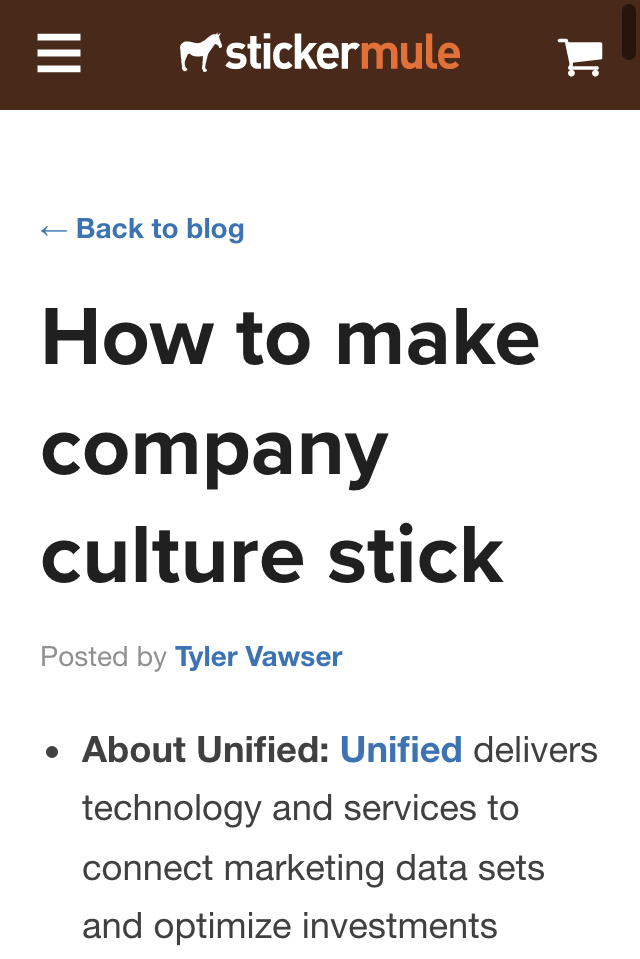 stickermule
← Back to blog
How to make
company
culture stick
Posted by Tyler Vawser
• About Unified: Unified delivers
technology and services to
connect marketing data sets
and optimize investments